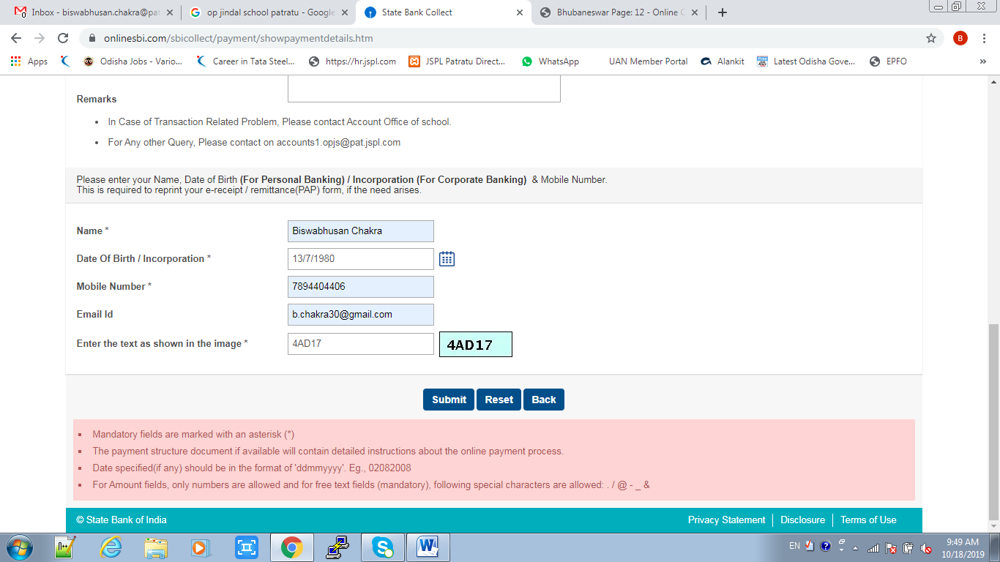 Inbox - biswabhusan.chakra@pat
op jindal school patratu - Google
State Bank Collect
Bhubaneswar Page: 12 - Online C
onlinesbi.com/sbicollect/payment/showpaymentdetails.htm
B
Apps
Odisha Jobs - Vario...
Career in Tata Steel...
https://hr.jspl.com
JSPL Patratu Direct...
WhatsApp
UAN Member Portal
Alankit
Latest Odisha Gove...
EPFO
»
Remarks
• In Case of Transaction Related Problem, Please contact Account Office of school.
• For Any other Query, Please contact on accounts1.opjs@pat.jspl.com
Please enter your Name, Date of Birth (For Personal Banking) / Incorporation (For Corporate Banking) & Mobile Number.
This is required to reprint your e-receipt / remittance(PAP) form, if the need arises.
Name * Biswabhusan Chakra
Date Of Birth / Incorporation * 13/7/1980
Mobile Number * 7894404406
Email Id b.chakra30@gmail.com
Enter the text as shown in the image * 4AD17 4AD17
Submit Reset Back
Mandatory fields are marked with an asterisk (*)
The payment structure document if available will contain detailed instructions about the online payment process.
Date specified(if any) should be in the format of 'ddmmyyyy'. Eg., 02082008
For Amount fields, only numbers are allowed and for free text fields (mandatory), following special characters are allowed: . / @ - _ &
© State Bank of India Privacy Statement Disclosure Terms of Use
EN
9:49 AM
10/18/2019